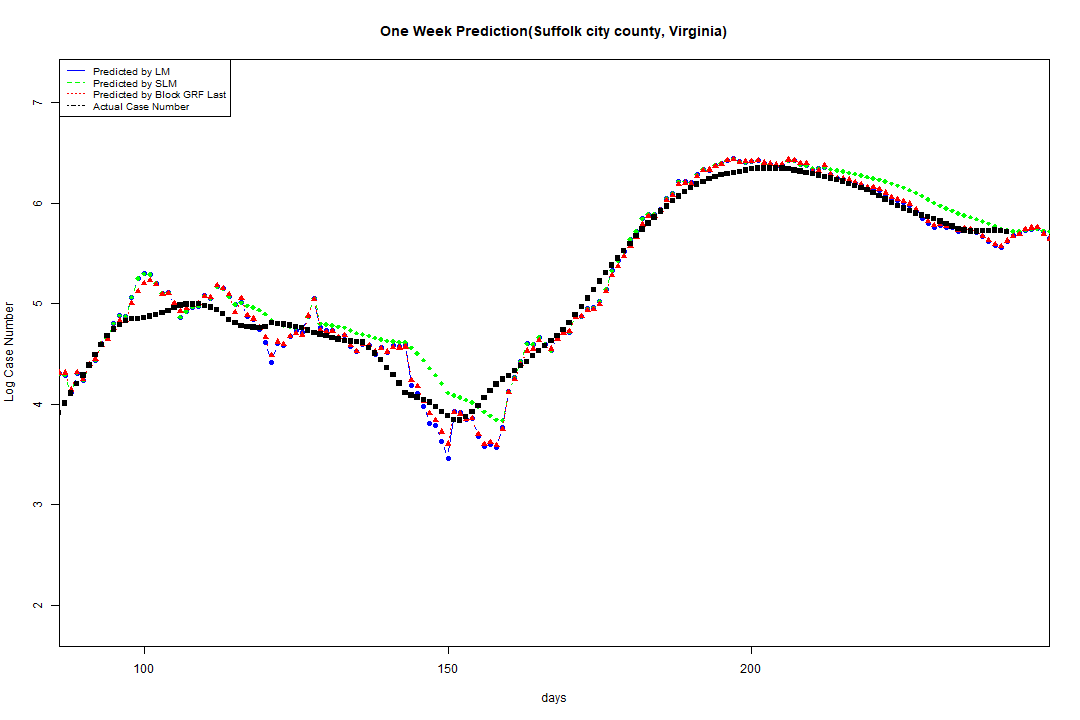 One Week Prediction(Suffolk city county, Virginia)
Predicted by LM
Predicted by SLM
Predicted by Block GRF Last
Actual Case Number
7
6
5
4
3
2
Log Case Number
100 150 200
days